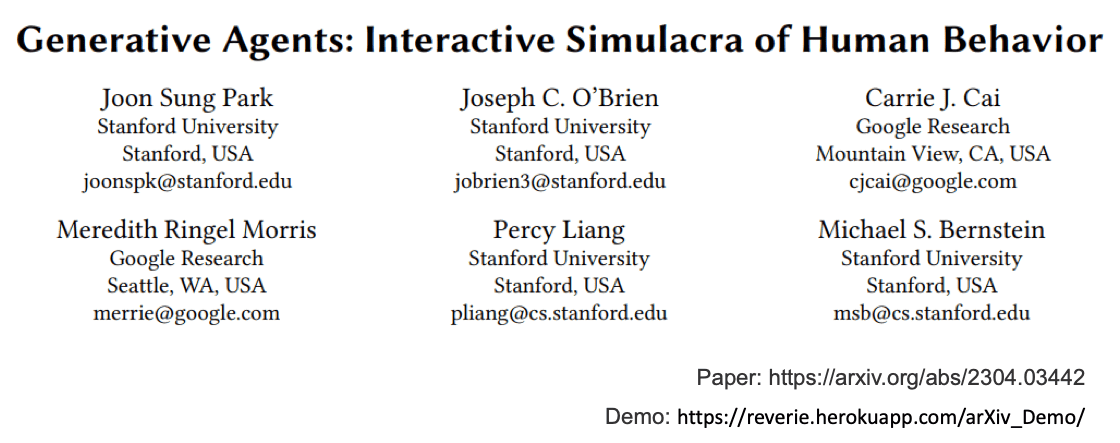 Generative Agents: Interactive Simulacra of Human Behavior
Joon Sung Park
Stanford University
Stanford, USA
joonspk@stanford.edu
Joseph C. O’Brien
Stanford University
Stanford, USA
jobrien3@stanford.edu
Carrie J. Cai
Google Research
Mountain View, CA, USA
cjcai@google.com
Meredith Ringel Morris
Google Research
Seattle, WA, USA
merrie@google.com
Percy Liang
Stanford University
Stanford, USA
pliang@cs.stanford.edu
Michael S. Bernstein
Stanford University
Stanford, USA
msb@cs.stanford.edu
Paper: https://arxiv.org/abs/2304.03442
Demo: https://reverie.herokuapp.com/arXiv_Demo/